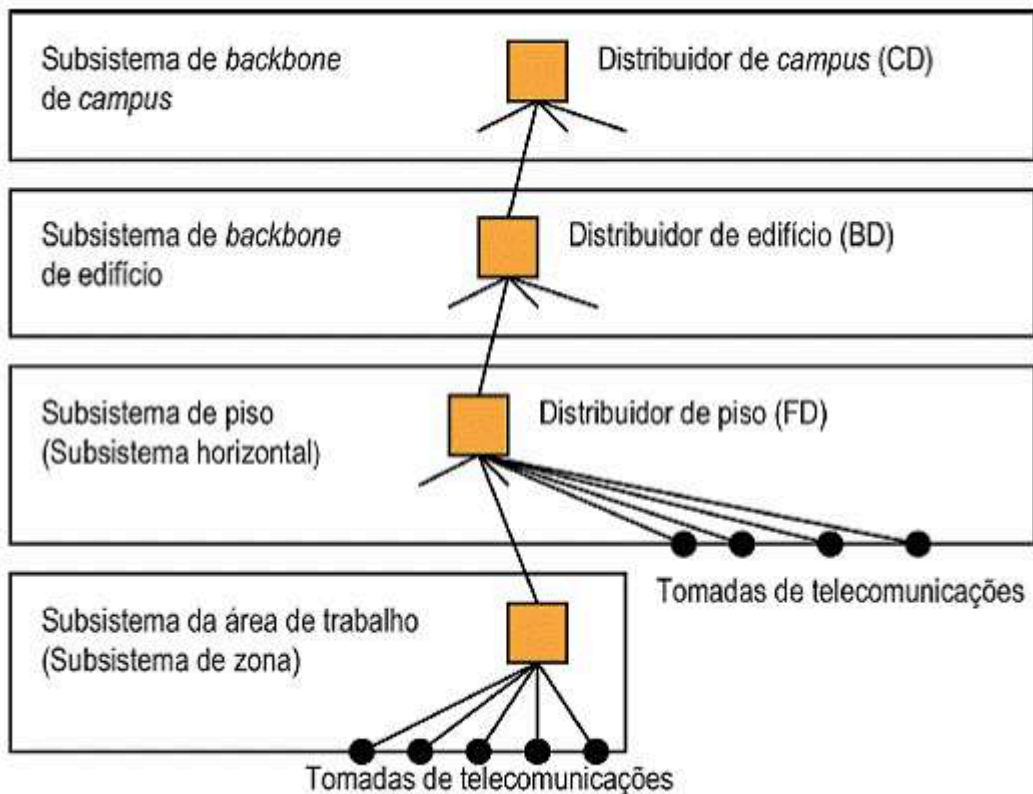 Subsistema de backbone
de campus
Distribuidor de campus (CD)
Subsistema de backbone
de edifício
Distribuidor de edifício (BD)
Subsistema de piso
(Subsistema horizontal)
Distribuidor de piso (FD)
Tomadas de telecomunicações
Subsistema da área de trabalho
(Subsistema de zona)
Tomadas de telecomunicações